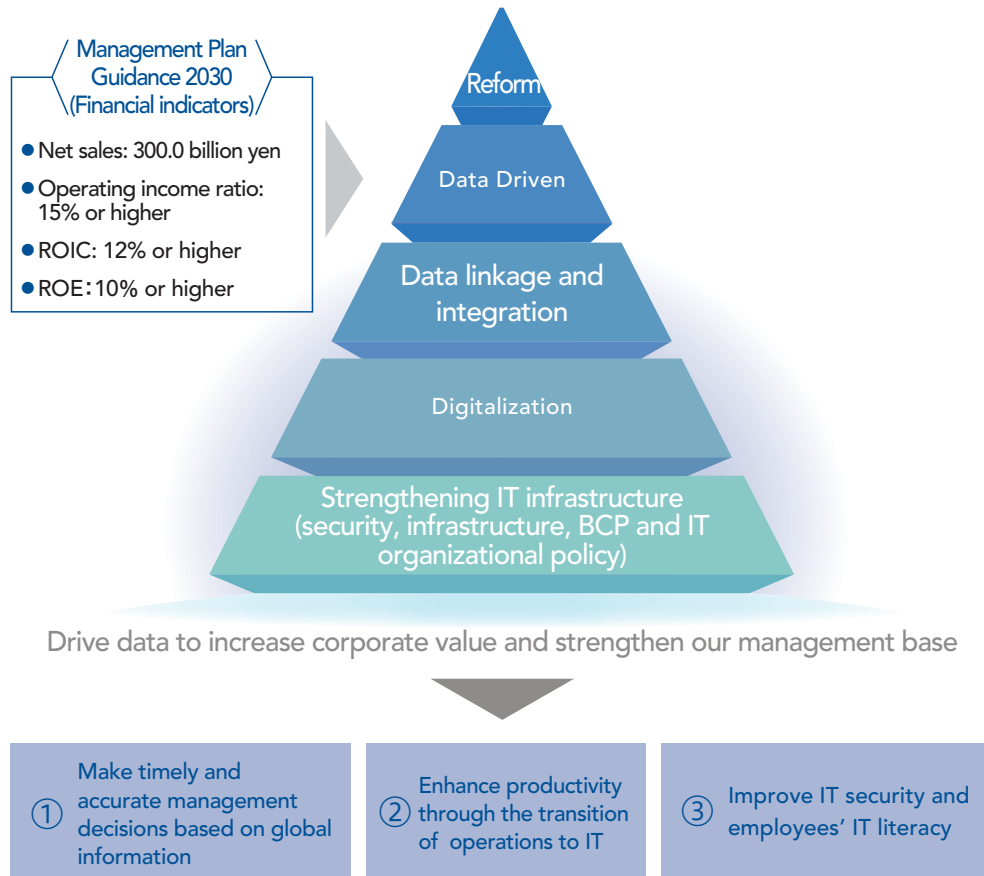 Management Plan
Guidance 2030
(Financial indicators)
● Net sales: 300.0 billion yen
● Operating income ratio:
15% or higher
● ROIC: 12% or higher
● ROE：10% or higher
Reform
Data Driven
Data linkage and
integration
Digitalization
Strengthening IT infrastructure
(security, infrastructure, BCP and IT
organizational policy)
Drive data to increase corporate value and strengthen our management base
① Make timely and
accurate management
decisions based on global
information
② Enhance productivity
through the transition
of operations to IT
③ Improve IT security and
employees’ IT literacy